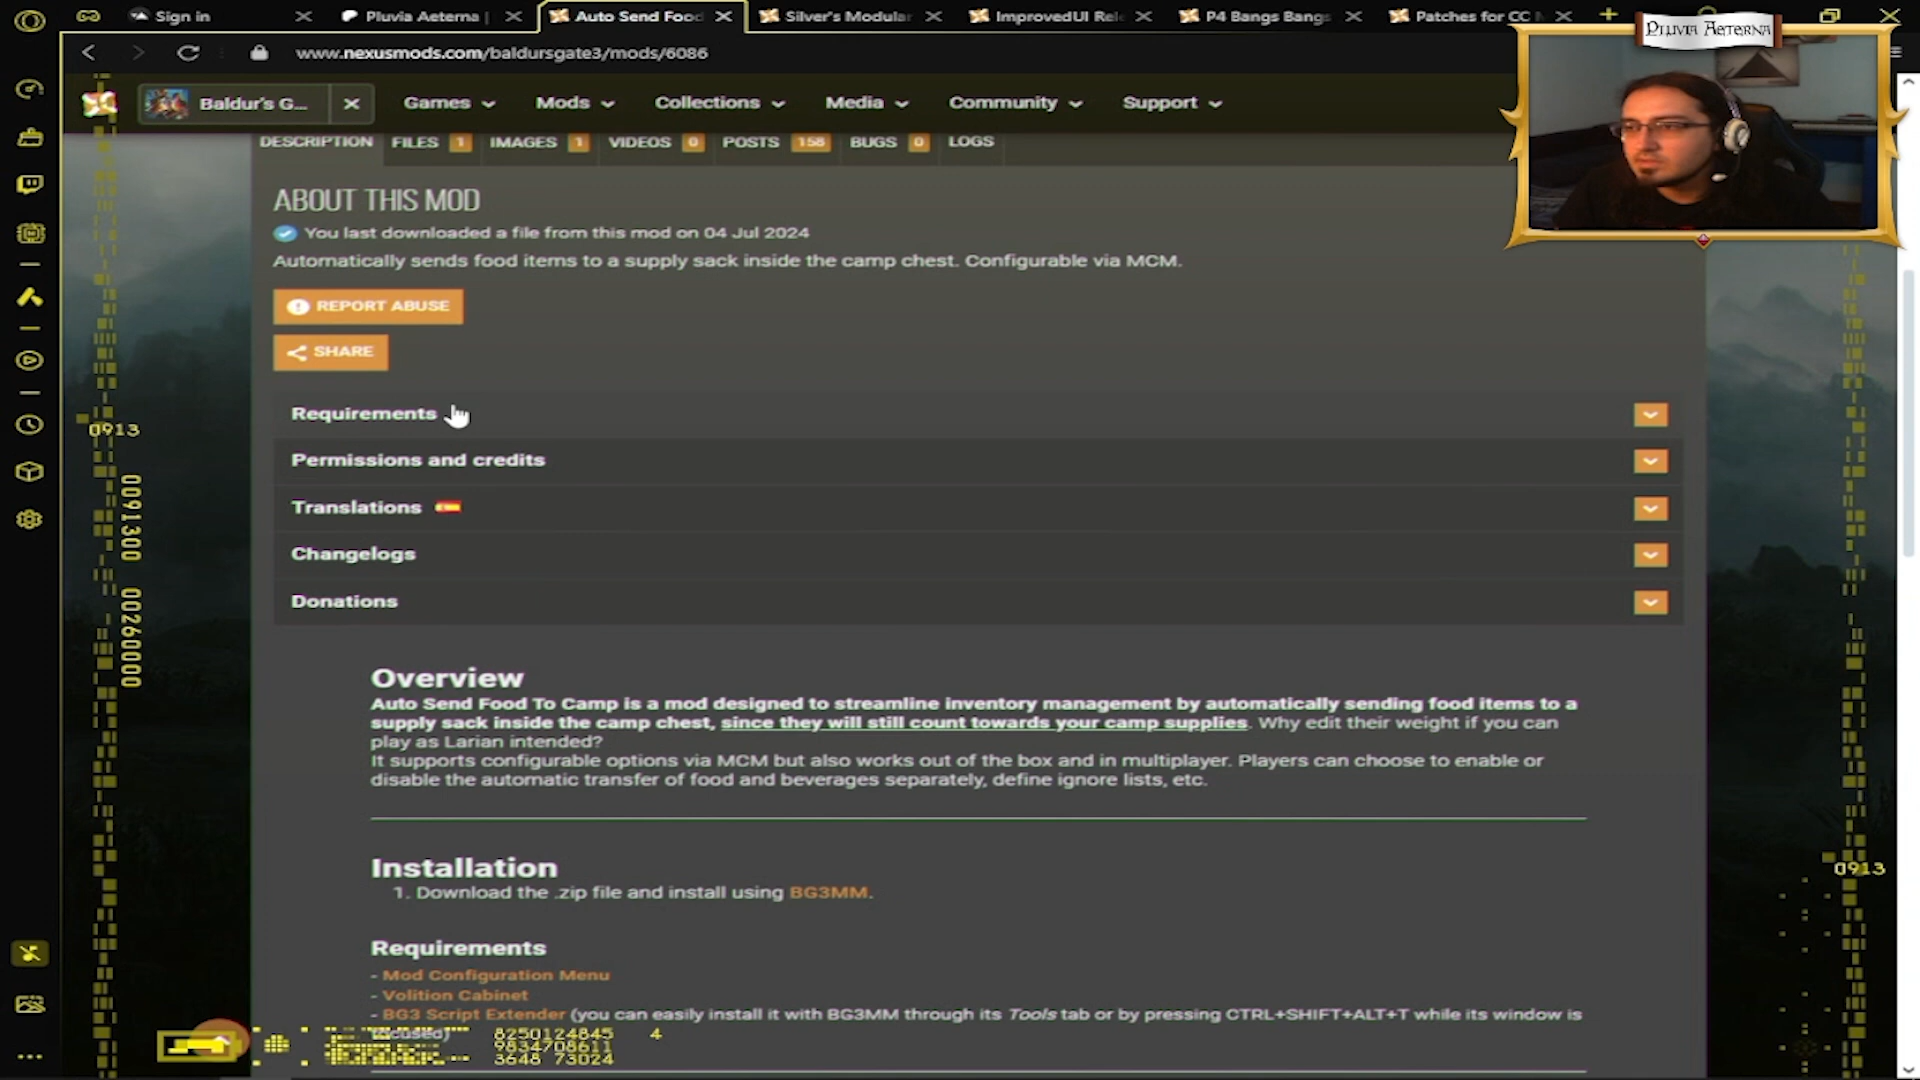 Sign in
Pluvia Aeterna |
Auto Send Food
Silver's Modular
ImprovedUI Rel
P4 Bangs Bangs
Patches for CC M
www.nexusmods.com/baldursgate3/mods/6086
Pluvia Aeterna
Baldur's G...
Games
Mods
Collections
Media
Community
Support
DESCRIPTION
FILES 1
IMAGES 1
VIDEOS 0
POSTS 158
BUGS 0
LOGS
ABOUT THIS MOD
You last downloaded a file from this mod on 04 Jul 2024
Automatically sends food items to a supply sack inside the camp chest. Configurable via MCM.
REPORT ABUSE
SHARE
Requirements
Permissions and credits
Translations
Changelogs
Donations
0913
0091300 00260000
0913
Overview
Auto Send Food To Camp is a mod designed to streamline inventory management by automatically sending food items to a
supply sack inside the camp chest, since they will still count towards your camp supplies. Why edit their weight if you can
play as Larian intended?
It supports configurable options via MCM but also works out of the box and in multiplayer. Players can choose to enable or
disable the automatic transfer of food and beverages separately, define ignore lists, etc.
Installation
1. Download the .zip file and install using BG3MM.
Requirements
- Mod Configuration Menu
- Volition Cabinet
- BG3 Script Extender (you can easily install it with BG3MM through its Tools tab or by pressing CTRL+SHIFT+ALT+T while its window is
focused)
8250124845 4
9834708611
3648 73024